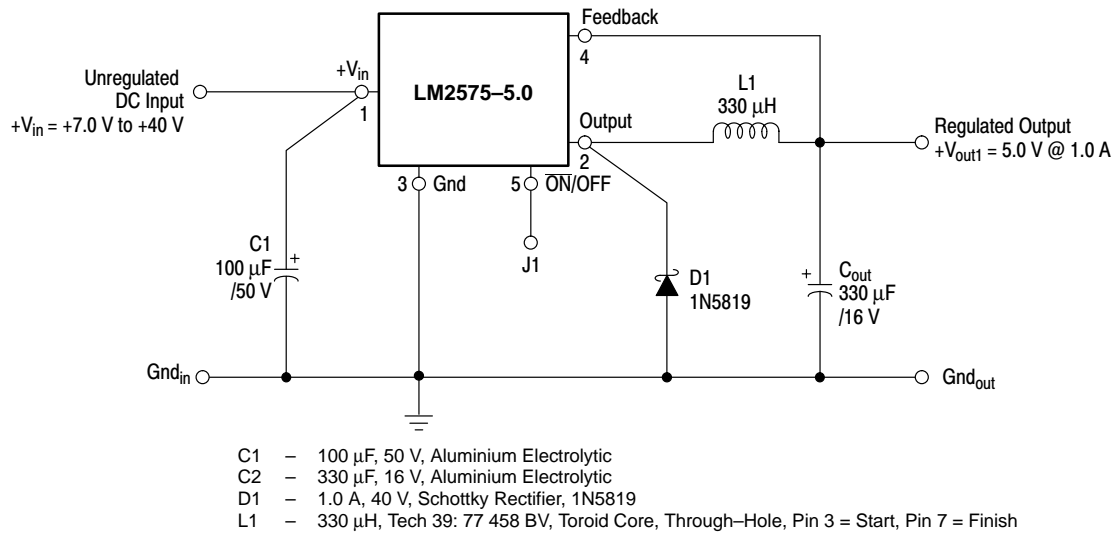 Feedback
4
Unregulated
DC Input
+Vin = +7.0 V to +40 V
+Vin
1
LM2575–5.0
L1
330 μH
Output
2
Regulated Output
+Vout1 = 5.0 V @ 1.0 A
3 Gnd
5 ON/OFF
J1
C1
100 μF
/50 V
+
D1
1N5819
+
Cout
330 μF
/16 V
Gndin
Gndout
C1 – 100 μF, 50 V, Aluminium Electrolytic
C2 – 330 μF, 16 V, Aluminium Electrolytic
D1 – 1.0 A, 40 V, Schottky Rectifier, 1N5819
L1 – 330 μH, Tech 39: 77 458 BV, Toroid Core, Through–Hole, Pin 3 = Start, Pin 7 = Finish